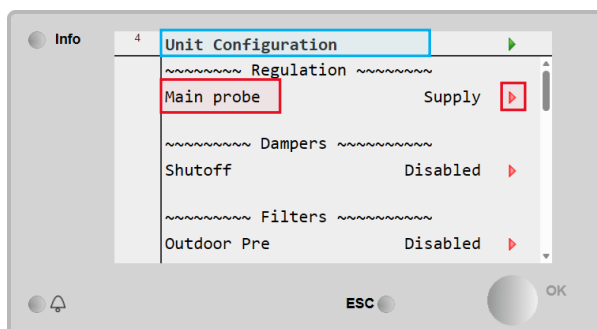 Info
4
Unit Configuration
~~~~~~~~ Regulation ~~~~~~~~
Main probe Supply
~~~~~~~~~ Dampers ~~~~~~~~~~
Shutoff Disabled
~~~~~~~~~ Filters ~~~~~~~~~~
Outdoor Pre Disabled
OK
ESC